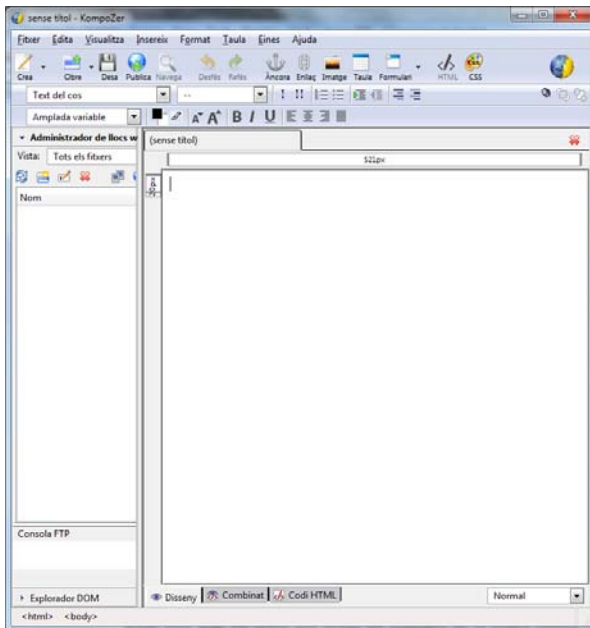 sense títol - KompoZer
Fitxer Edita Visualitza Insereix Format Taula Eines Ajuda
Crea Obre Desa Publica Navega Desfés Refés Àncora Enllaç Imatge Taula Formulari HTML CSS
Text del cos --
Amplada variable A A B I U
Administrador de llocs w (sense títol)
Vista: Tots els fitxers 521px
Nom
Consola FTP
Explorador DOM Disseny Combinat Codi HTML Normal
<html> <body>